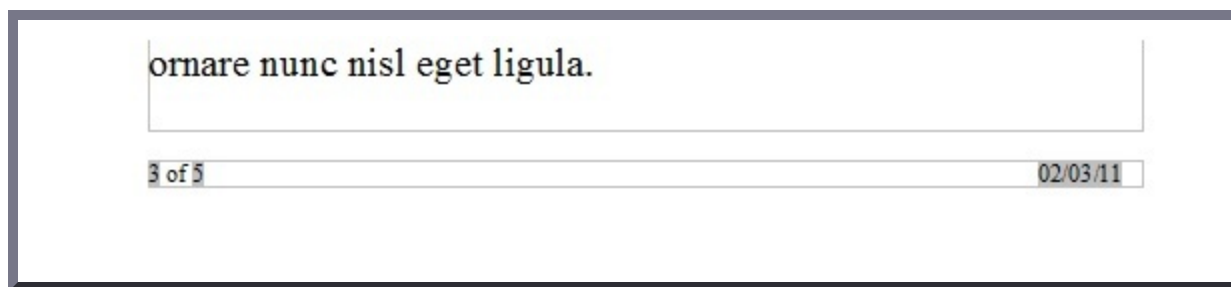 ornare nunc nisl eget ligula.
3 of 5 02/03/11